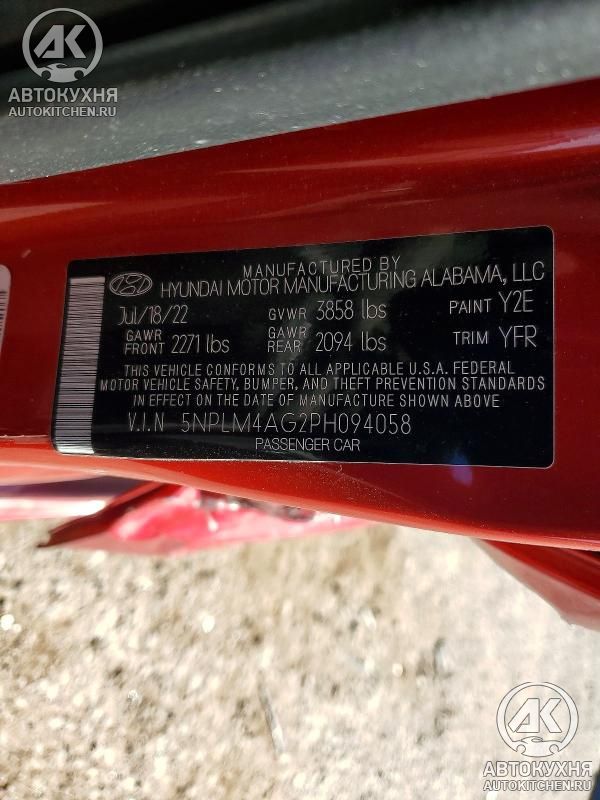 AK
АВТОКУХНЯ
AUTOKITCHEN.RU
MANUFACTURED BY
HYUNDAI MOTOR MANUFACTURING ALABAMA, LLC
Jul/18/22 GVWR 3858 lbs PAINT Y2E
GAWR FRONT 2271 lbs GAWR REAR 2094 lbs TRIM YFR
THIS VEHICLE CONFORMS TO ALL APPLICABLE U.S.A. FEDERAL
MOTOR VEHICLE SAFETY, BUMPER, AND THEFT PREVENTION STANDARDS
IN EFFECT ON THE DATE OF MANUFACTURE SHOWN ABOVE
V.I.N 5NPLM4AG2PH094058
PASSENGER CAR
AK
АВТОКУХНЯ
AUTOKITCHEN.RU